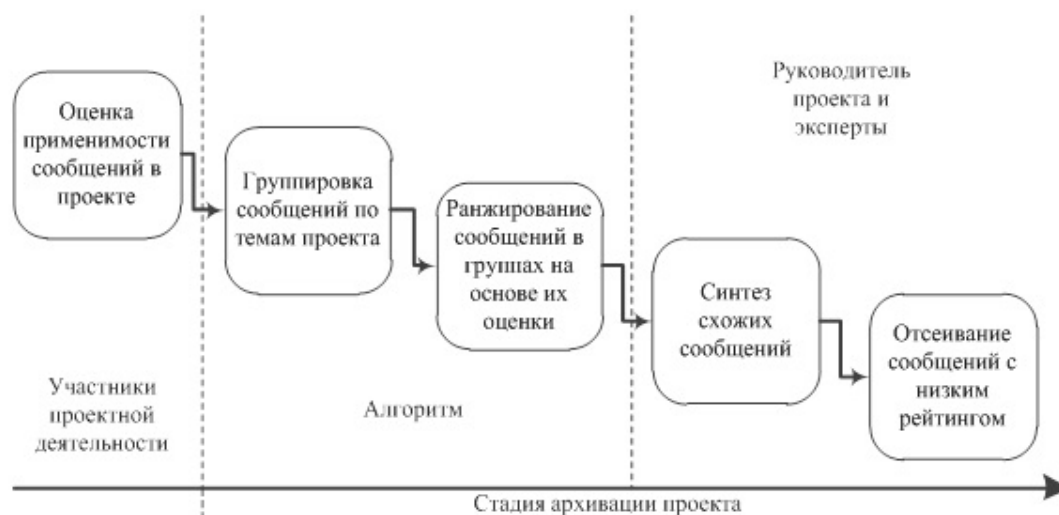 Оценка
применимости
сообщений в
проекте
Группировка
сообщений по
темам проекта
Ранжирование
сообщений в
группах на
основе их
оценки
Руководитель
проекта и
эксперты
Синтез
схожих
сообщений
Отсеивание
сообщений с
низким
рейтингом
Участники
проектной
деятельности
Алгоритм
Стадия архивации проекта